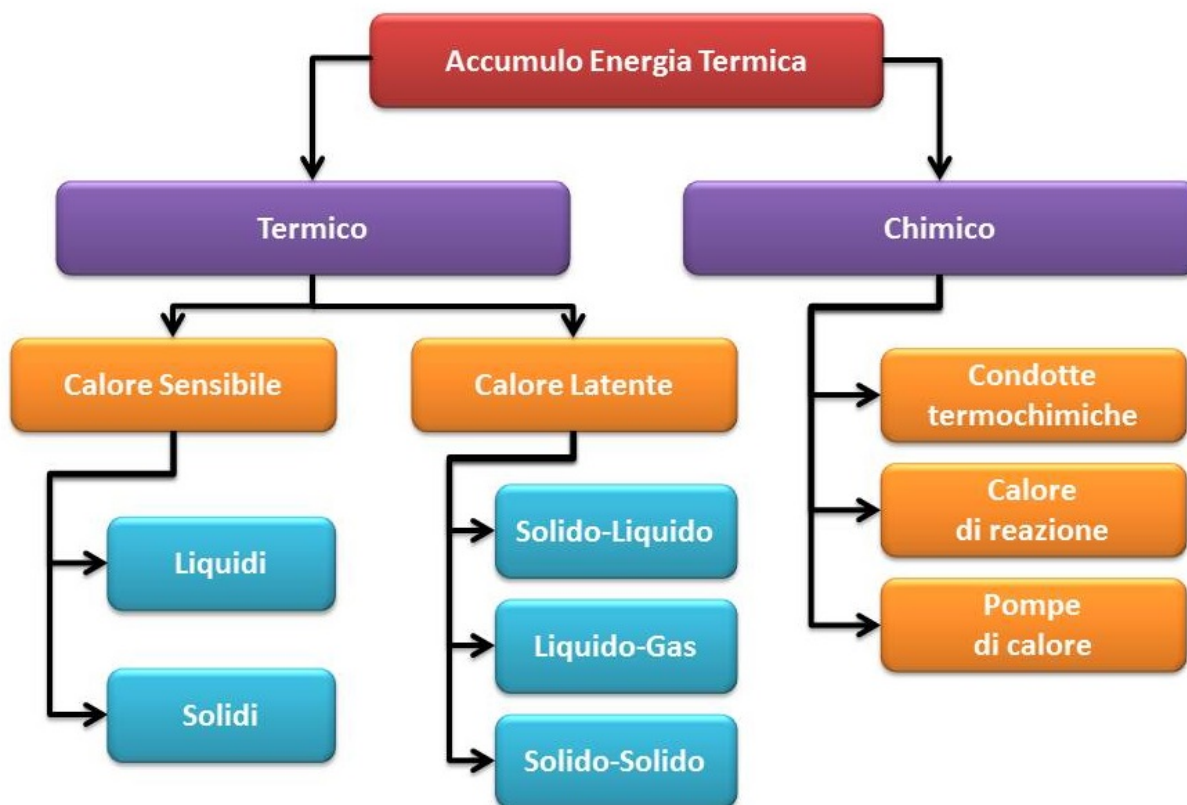 Accumulo Energia Termica
Termico
Chimico
Calore Sensibile
Calore Latente
Condotte
termochimiche
Calore
di reazione
Pompe
di calore
Liquidi
Solidi
Solido-Liquido
Liquido-Gas
Solido-Solido